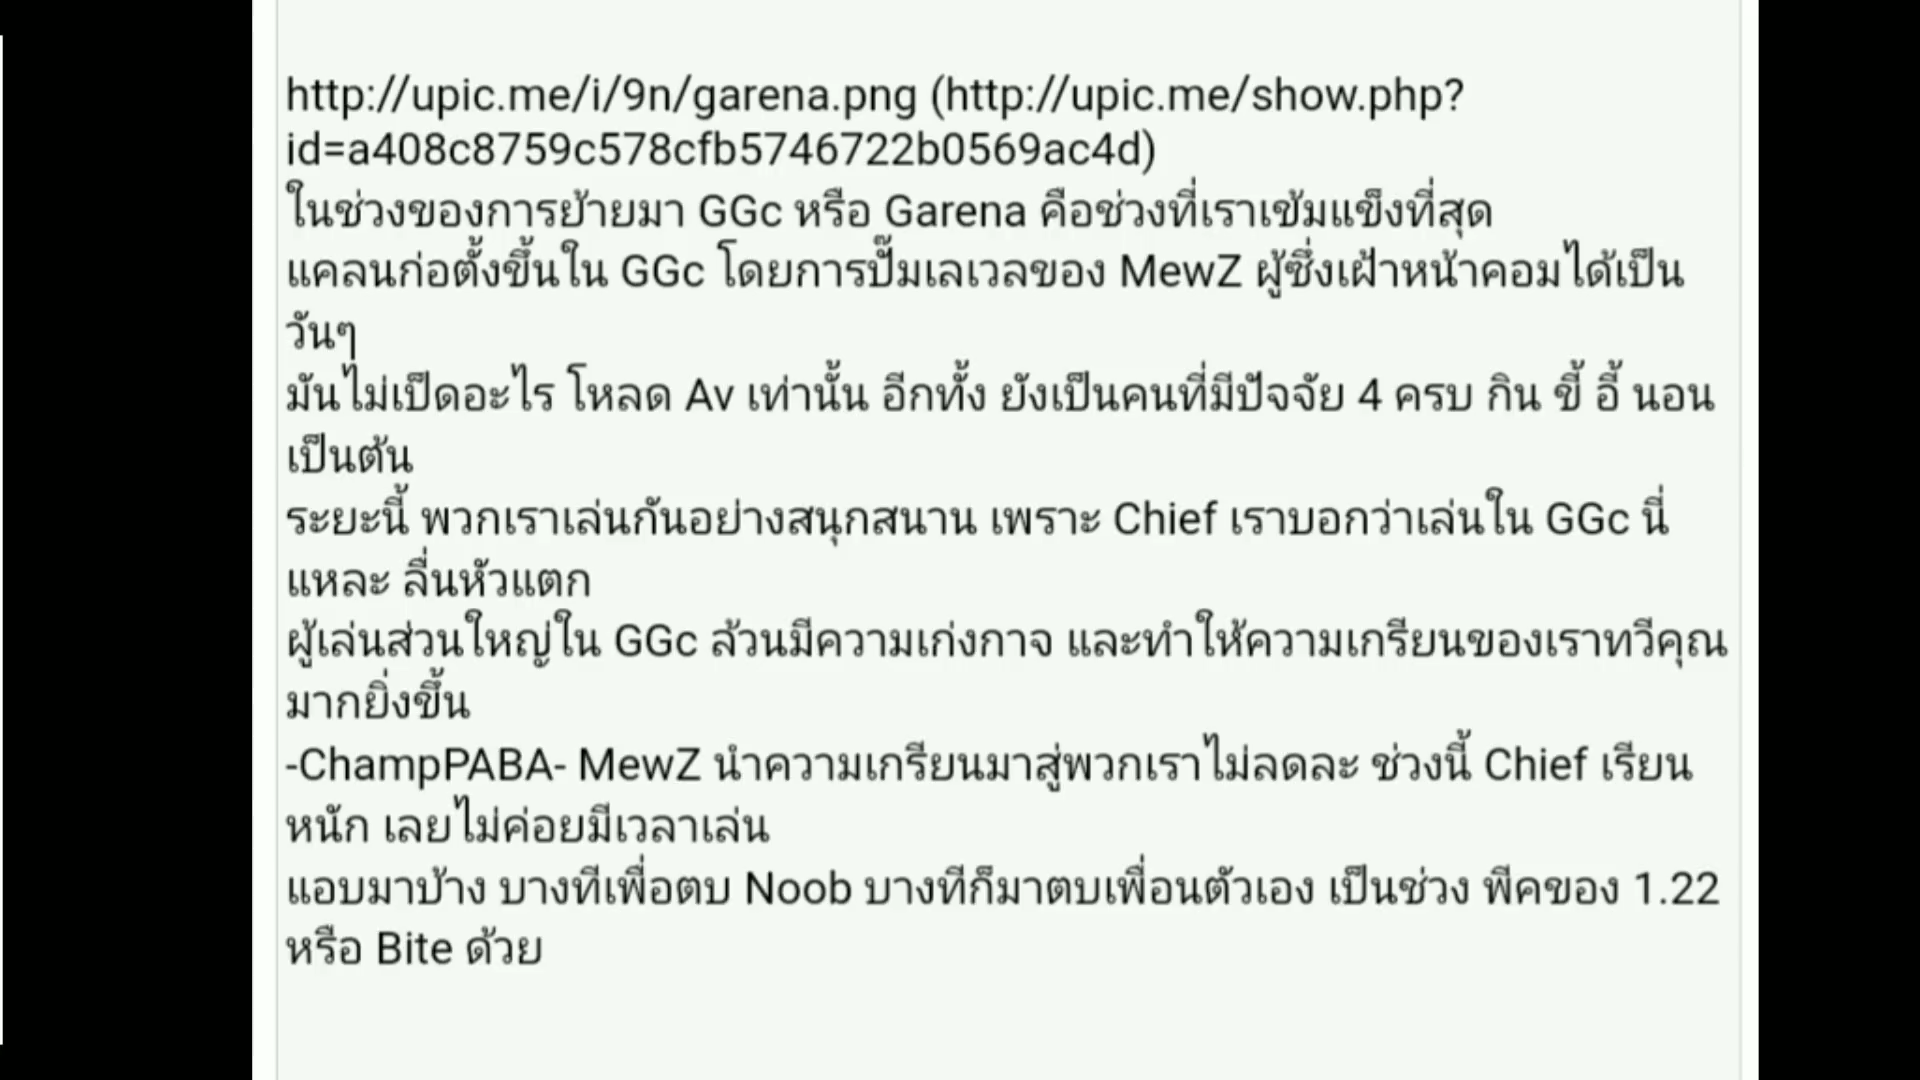 http://upic.me/i/9n/garena.png (http://upic.me/show.php?
id=a408c8759c578cfb5746722b0569ac4d)
ในช่วงของการย้ายมา GGc หรือ Garena คือช่วงที่เราเข้มแข็งที่สุด
แคลนก่อตั้งขึ้นใน GGc โดยการปั๊มเลเวลของ MewZ ผู้ซึ่งเฝ้าหน้าคอมได้เป็น
วันๆ
มันไม่เป็ดอะไร โหลด Av เท่านั้น อีกทั้ง ยังเป็นคนที่มีปัจจัย 4 ครบ กิน ขี้ อี้ นอน
เป็นต้น
ระยะนี้ พวกเราเล่นกันอย่างสนุกสนาน เพราะ Chief เราบอกว่าเล่นใน GGc นี่
แหละ ลื่นหัวแตก
ผู้เล่นส่วนใหญ่ใน GGc ล้วนมีความเก่งกาจ และทำให้ความเกรียนของเราทวีคุณ
มากยิ่งขึ้น
-ChampPABA- MewZ นำความเกรียนมาสู่พวกเราไม่ลดละ ช่วงนี้ Chief เรียน
หนัก เลยไม่ค่อยมีเวลาเล่น
แอบมาบ้าง บางทีเพื่อตบ Noob บางทีก็มาตบเพื่อนตัวเอง เป็นช่วง พีคของ 1.22
หรือ Bite ด้วย